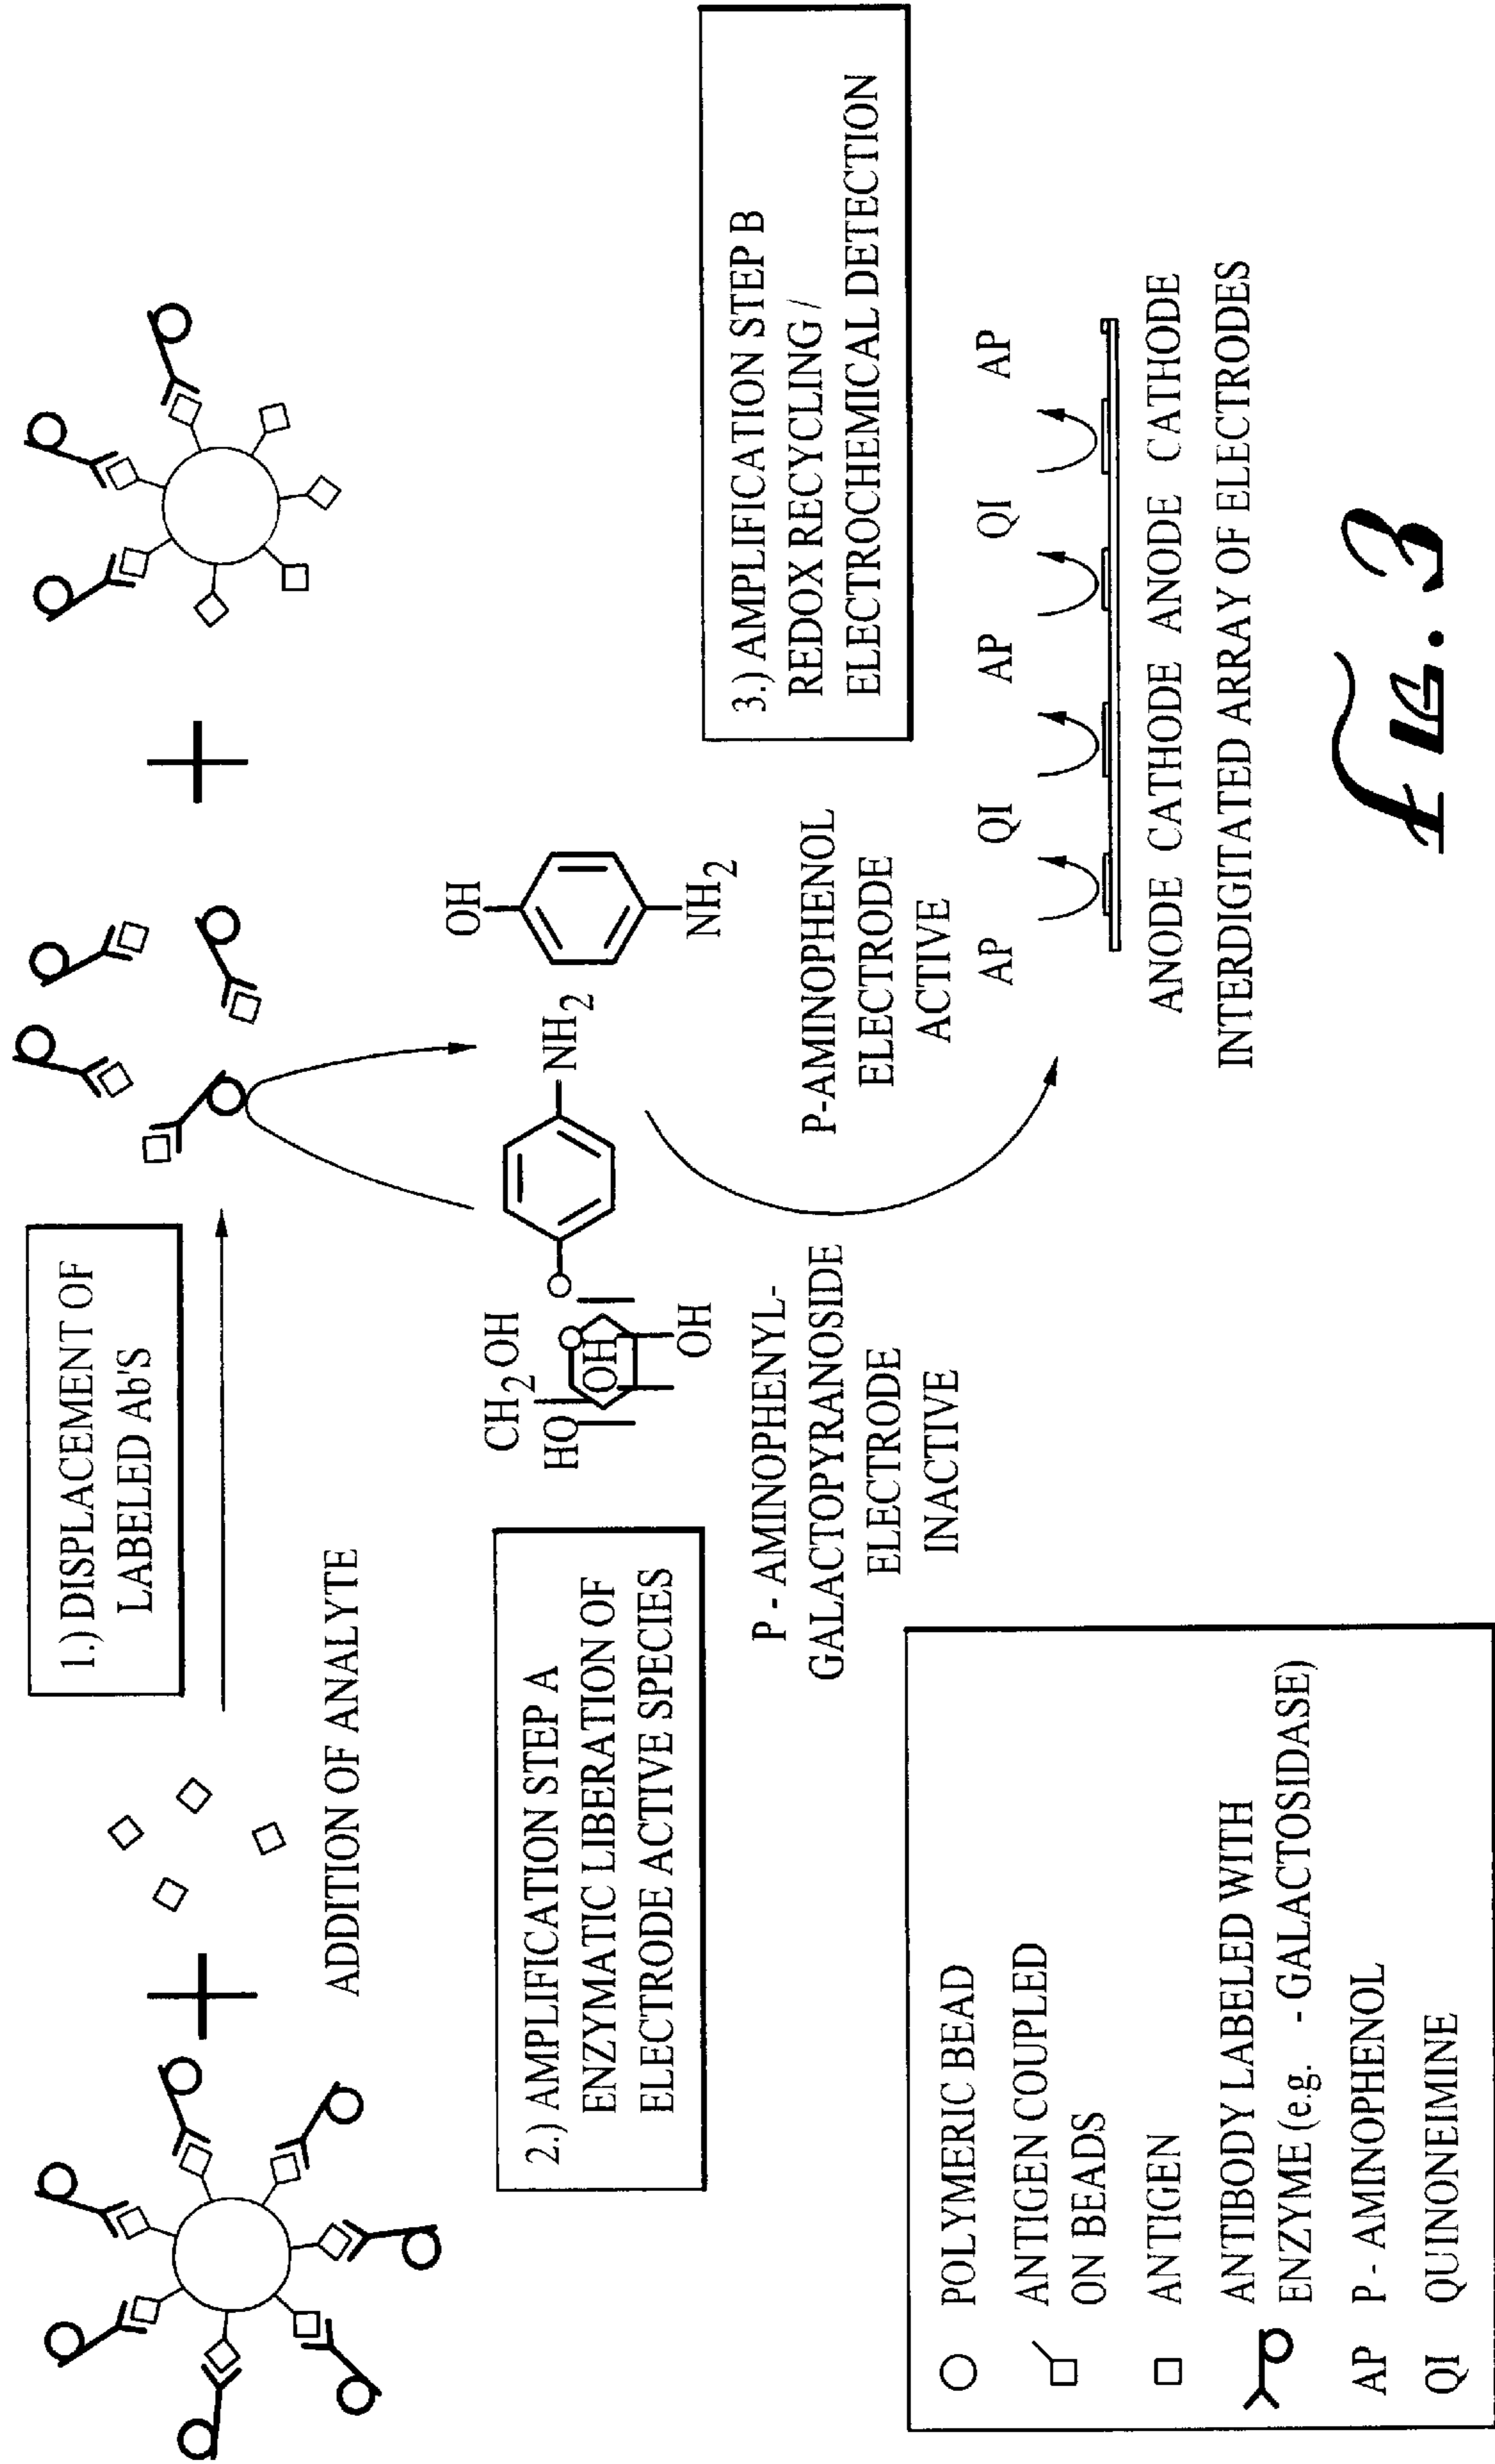 1.) DISPLACEMENT OF
LABELED Ab'S
ADDITION OF ANALYTE
2.) AMPLIFICATION STEP A
ENZYMATIC LIBERATION OF
ELECTRODE ACTIVE SPECIES
CH2OH
HO
O
OH
OH
O
NH2
OH
NH2
P - AMINOPHENYL-
GALACTOPYRANOSIDE
ELECTRODE
INACTIVE
P-AMINOPHENOL
ELECTRODE
ACTIVE
3.) AMPLIFICATION STEP B
REDOX RECYCLING /
ELECTROCHEMICAL DETECTION
AP QI AP QI AP
ANODE CATHODE ANODE CATHODE
INTERDIGITATED ARRAY OF ELECTRODES
POLYMERIC BEAD
ANTIGEN COUPLED
ON BEADS
ANTIGEN
ANTIBODY LABELED WITH
ENZYME (e.g. - GALACTOSIDASE)
AP P - AMINOPHENOL
QI QUINONEIMINE
FIG. 3